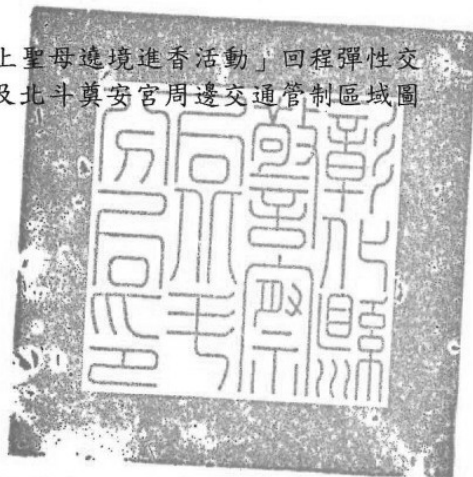 上聖母遶境進香活動」回程彈性交
及北斗奠安宮周邊交通管制區域圖
彰化縣
警察
局北斗
分局印